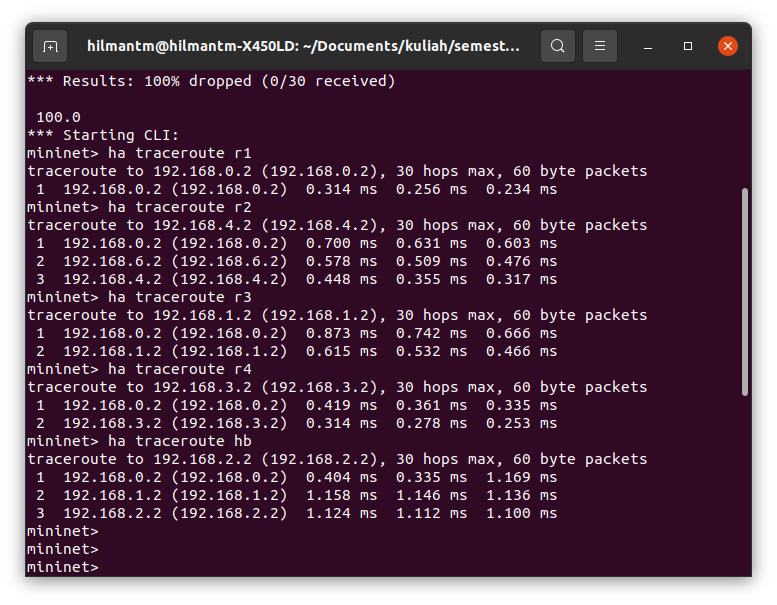 hilmantm@hilmantm-X450LD: ~/Documents/kuliah/semest...
*** Results: 100% dropped (0/30 received)
100.0
*** Starting CLI:
mininet> ha traceroute r1
traceroute to 192.168.0.2 (192.168.0.2), 30 hops max, 60 byte packets
 1  192.168.0.2 (192.168.0.2)  0.314 ms  0.256 ms  0.234 ms
mininet> ha traceroute r2
traceroute to 192.168.4.2 (192.168.4.2), 30 hops max, 60 byte packets
 1  192.168.0.2 (192.168.0.2)  0.700 ms  0.631 ms  0.603 ms
 2  192.168.6.2 (192.168.6.2)  0.578 ms  0.509 ms  0.476 ms
 3  192.168.4.2 (192.168.4.2)  0.448 ms  0.355 ms  0.317 ms
mininet> ha traceroute r3
traceroute to 192.168.1.2 (192.168.1.2), 30 hops max, 60 byte packets
 1  192.168.0.2 (192.168.0.2)  0.873 ms  0.742 ms  0.666 ms
 2  192.168.1.2 (192.168.1.2)  0.615 ms  0.532 ms  0.466 ms
mininet> ha traceroute r4
traceroute to 192.168.3.2 (192.168.3.2), 30 hops max, 60 byte packets
 1  192.168.0.2 (192.168.0.2)  0.419 ms  0.361 ms  0.335 ms
 2  192.168.3.2 (192.168.3.2)  0.314 ms  0.278 ms  0.253 ms
mininet> ha traceroute hb
traceroute to 192.168.2.2 (192.168.2.2), 30 hops max, 60 byte packets
 1  192.168.0.2 (192.168.0.2)  0.404 ms  0.335 ms  1.169 ms
 2  192.168.1.2 (192.168.1.2)  1.158 ms  1.146 ms  1.136 ms
 3  192.168.2.2 (192.168.2.2)  1.124 ms  1.112 ms  1.100 ms
mininet>
mininet>
mininet>